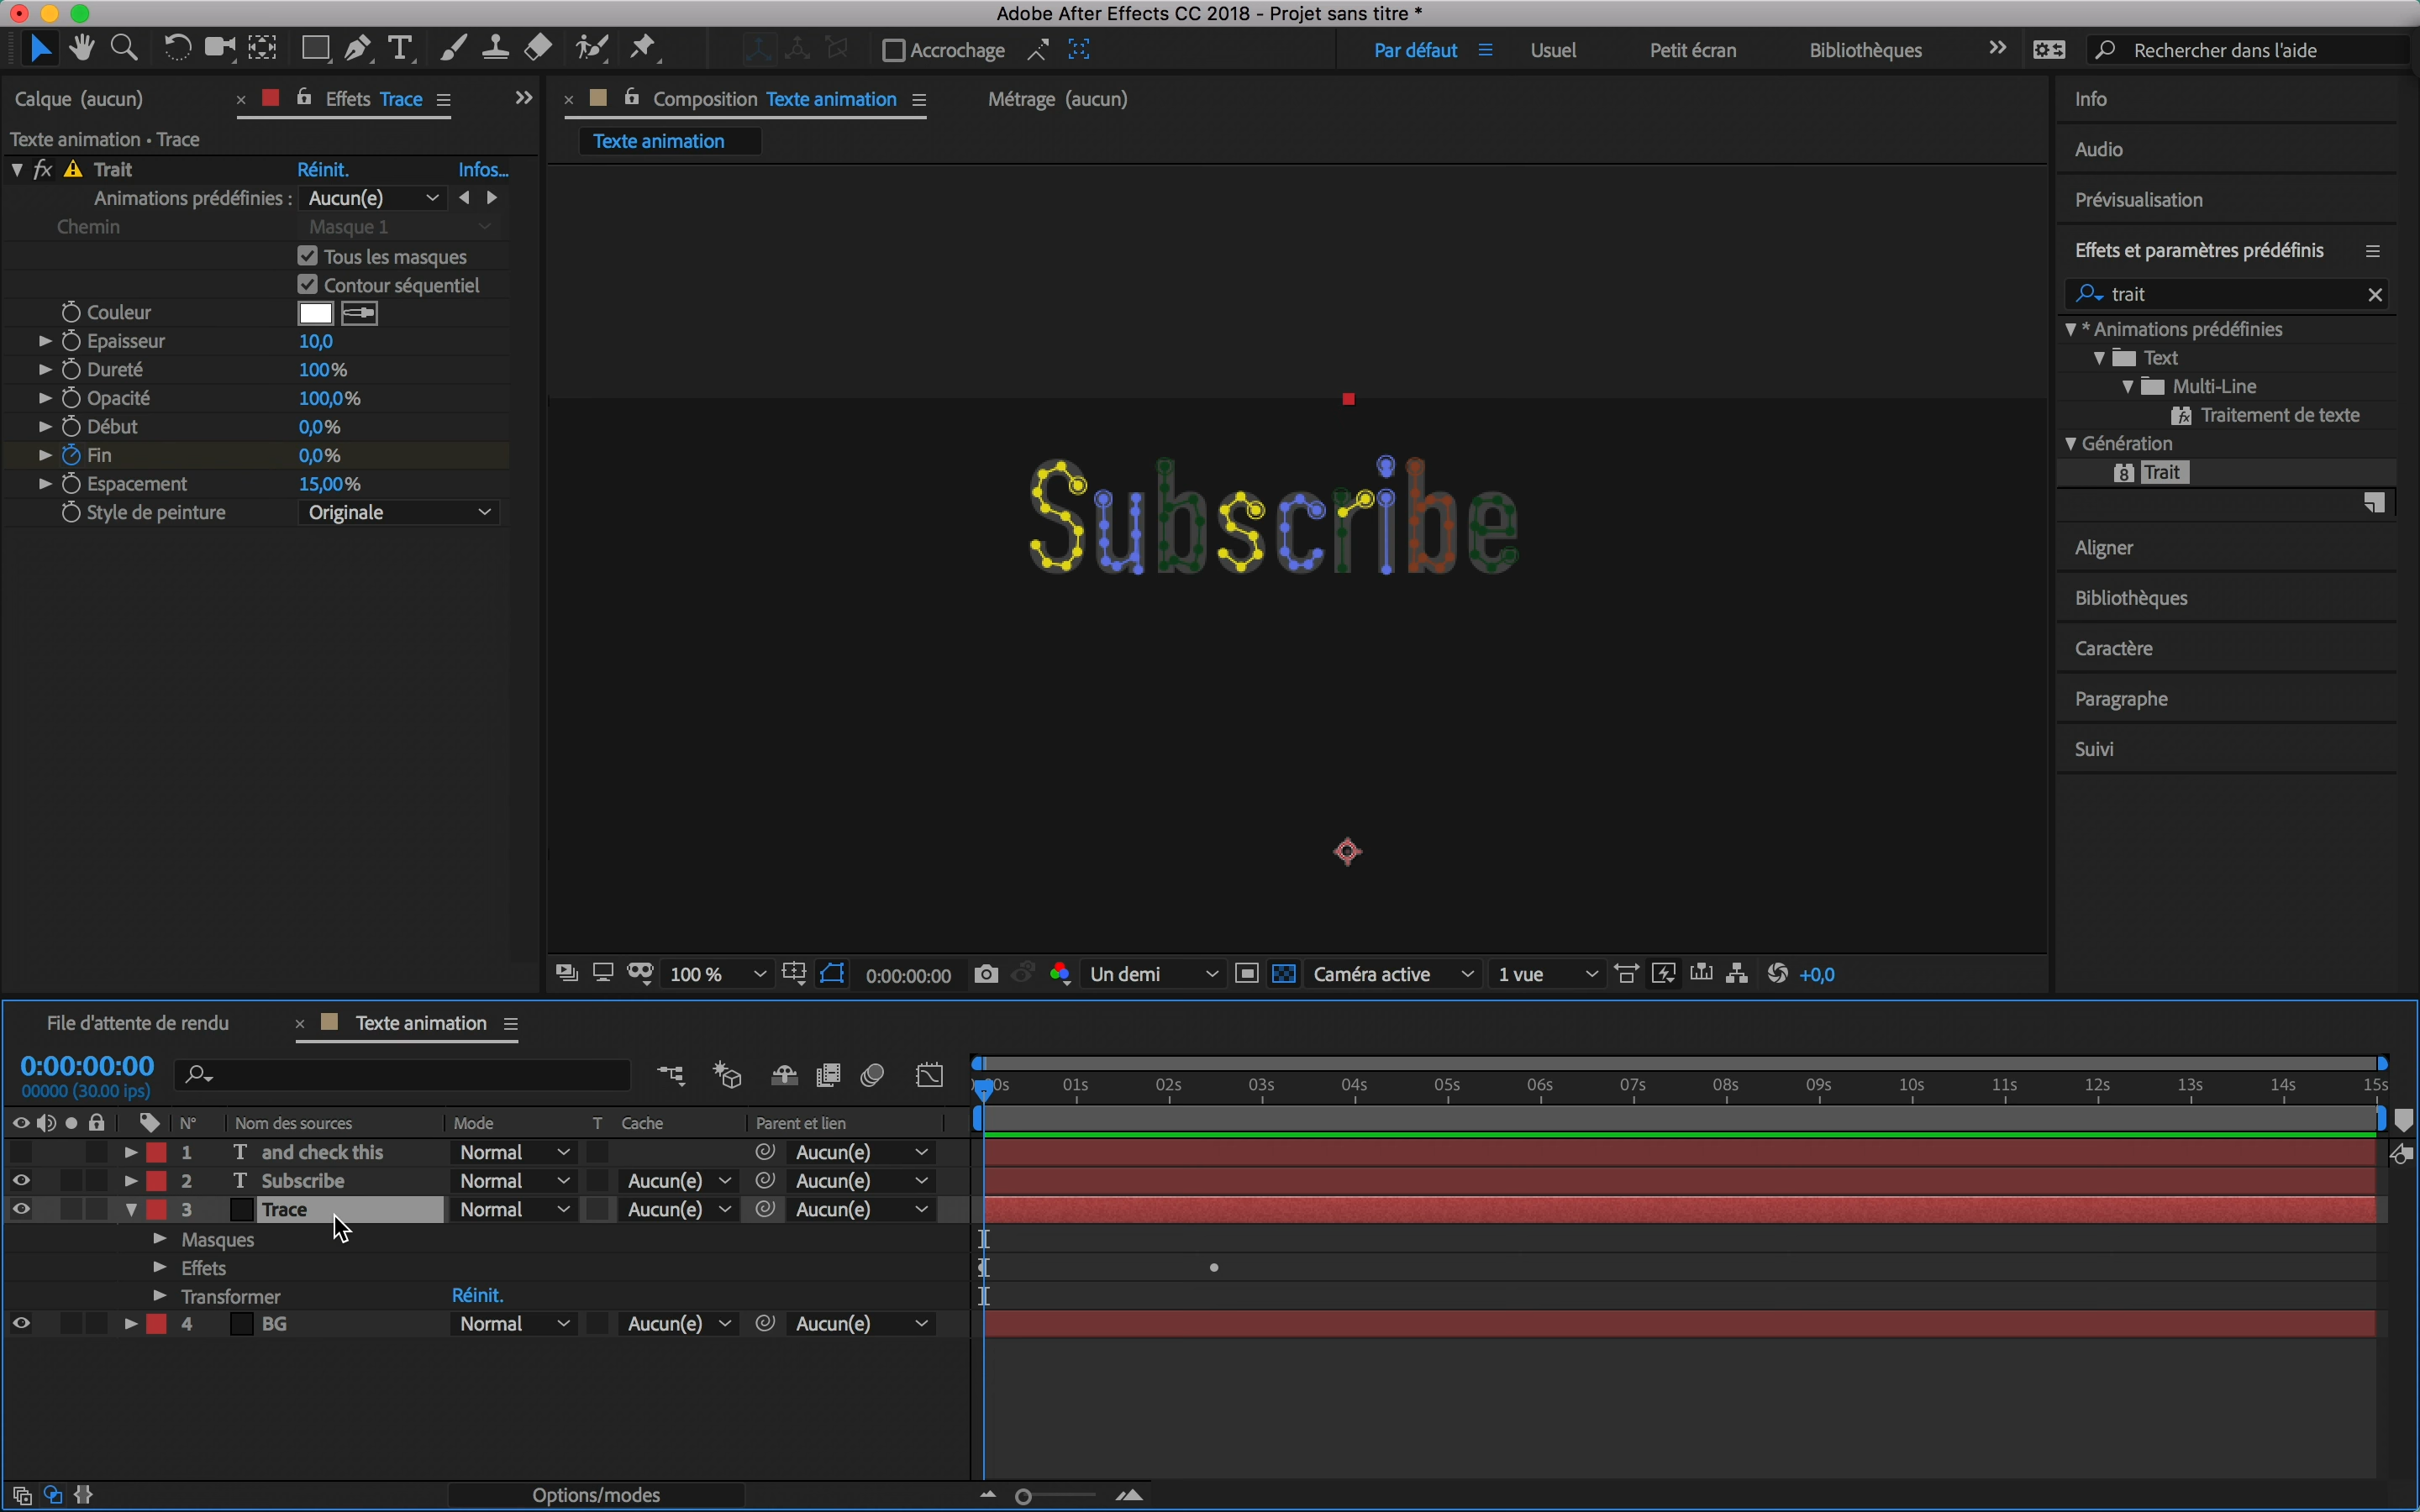 Adobe After Effects CC 2018 - Projet sans titre *
Accrochage
Par défaut
Usuel
Petit écran
Bibliothèques
Rechercher dans l'aide
Calque (aucun)
Effets Trace
Composition Texte animation
Métrage (aucun)
Texte animation • Trace
Texte animation
fx Trait Réinit. Infos...
Animations prédéfinies : Aucun(e)
Chemin Masque 1
Tous les masques
Contour séquentiel
Couleur
Epaisseur 10,0
Dureté 100%
Opacité 100,0%
Début 0,0%
Fin 0,0%
Espacement 15,00%
Style de peinture Originale
Subscribe
Info
Audio
Prévisualisation
Effets et paramètres prédéfinis
trait
* Animations prédéfinies
Text
Multi-Line
Traitement de texte
Génération
8 Trait
Aligner
Bibliothèques
Caractère
Paragraphe
Suivi
100 % 0:00:00:00 Un demi Caméra active 1 vue +0,0
File d'attente de rendu
Texte animation
0:00:00:00
00000 (30.00 ips)
0s 01s 02s 03s 04s 05s 06s 07s 08s 09s 10s 11s 12s 13s 14s 15s
N° Nom des sources Mode T Cache Parent et lien
1 T and check this Normal Aucun(e)
2 T Subscribe Normal Aucun(e) Aucun(e)
3 Trace Normal Aucun(e) Aucun(e)
Masques
Effets
Transformer Réinit.
4 BG Normal Aucun(e) Aucun(e)
Options/modes